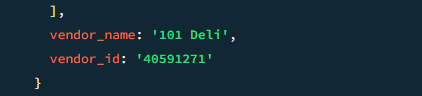 ],
vendor_name: '101 Deli',
vendor_id: '40591271'
}